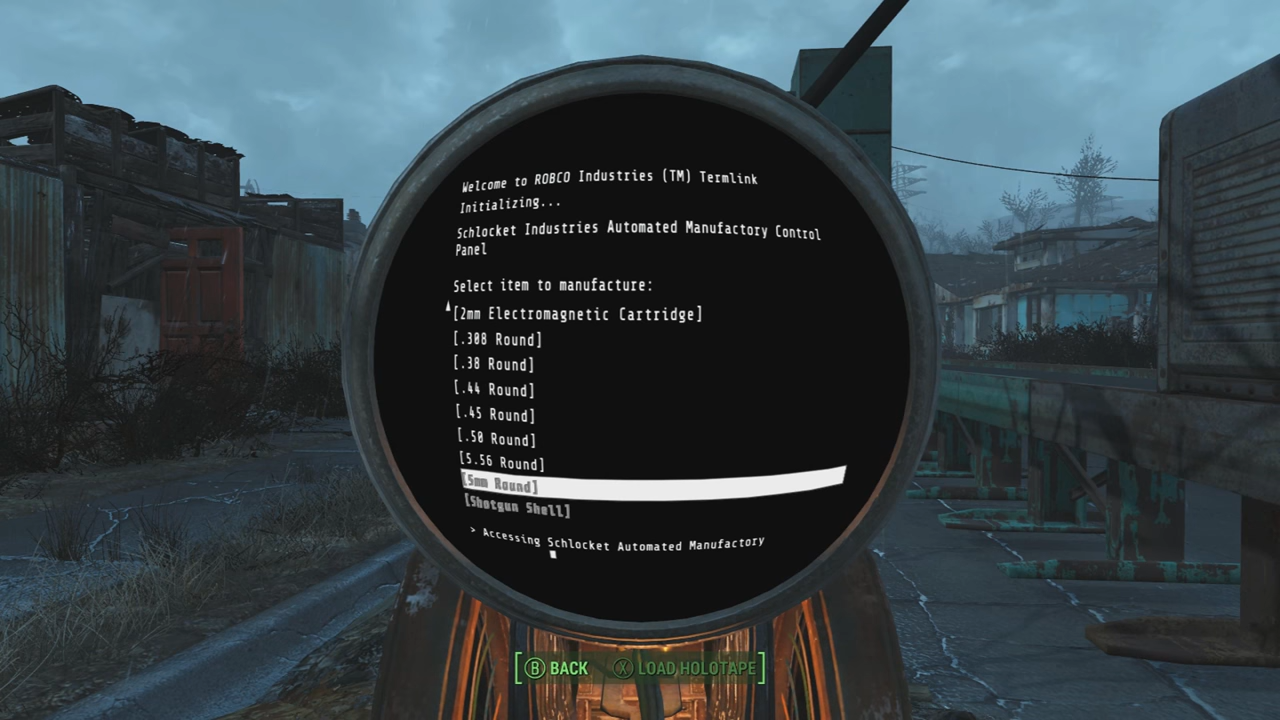 Welcome to ROBCO Industries (TM) Termlink
Initializing...
Schlocket Industries Automated Manufactory Control
Panel
Select item to manufacture:
[2mm Electromagnetic Cartridge]
[.308 Round]
[.38 Round]
[.44 Round]
[.45 Round]
[.50 Round]
[5.56 Round]
[5mm Round]
[Shotgun Shell]
> Accessing Schlocket Automated Manufactory
[Ⓑ BACK Ⓧ LOAD HOLOTAPE]